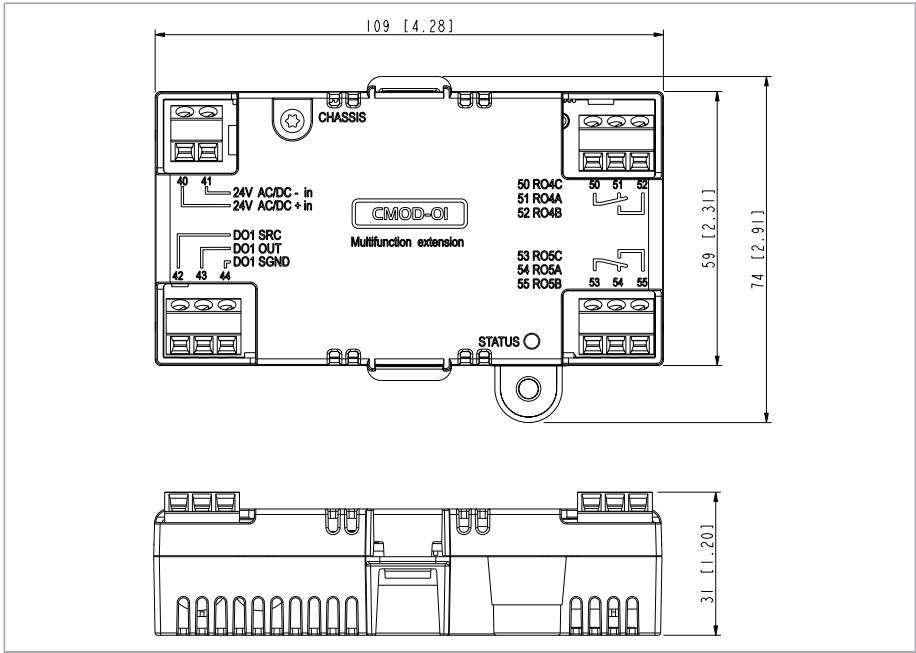 109 [4.28]
CHASSIS
40 41
24V AC/DC - in
24V AC/DC + in
50 RO4C 50 51 52
51 RO4A
52 RO4B
CMOD-01
Multifunction extension
DO1 SRC
DO1 OUT
DO1 SGND
42 43 44
53 RO5C
54 RO5A
55 RO5B 53 54 55
STATUS
59 [2.31]
74 [2.91]
31 [1.20]